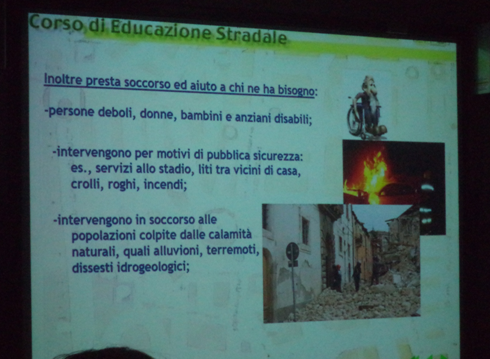 Corso di Educazione Stradale
Inoltre presta soccorso ed aiuto a chi ne ha bisogno:
-persone deboli, donne, bambini e anziani disabili;
-intervengono per motivi di pubblica sicurezza:
es., servizi allo stadio, liti tra vicini di casa,
crolli, roghi, incendi;
-intervengono in soccorso alle
popolazioni colpite dalle calamità
naturali, quali alluvioni, terremoti,
dissesti idrogeologici;